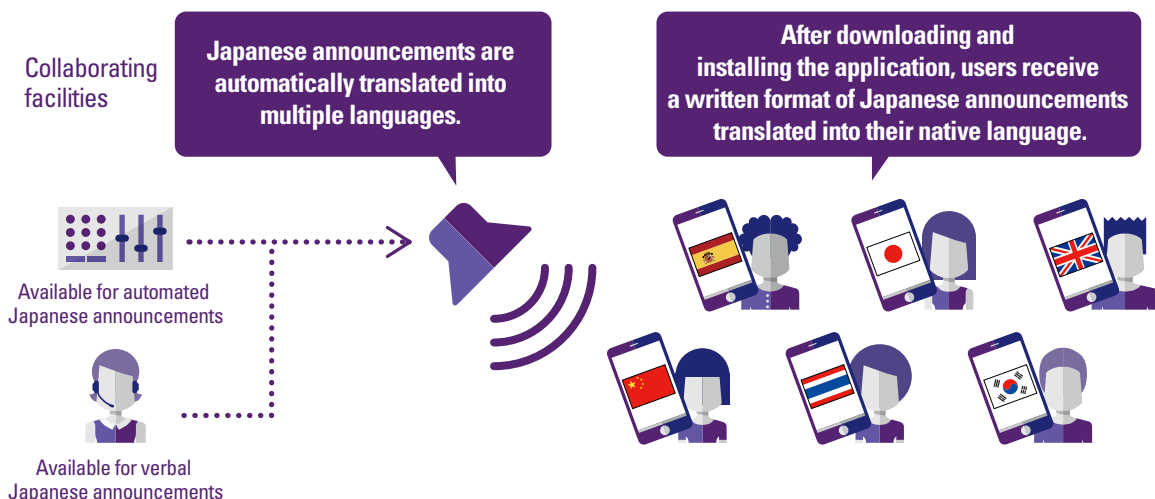 Collaborating
facilities
Japanese announcements are
automatically translated into
multiple languages.
After downloading and
installing the application, users receive
a written format of Japanese announcements
translated into their native language.
Available for automated
Japanese announcements
Available for verbal
Japanese announcements